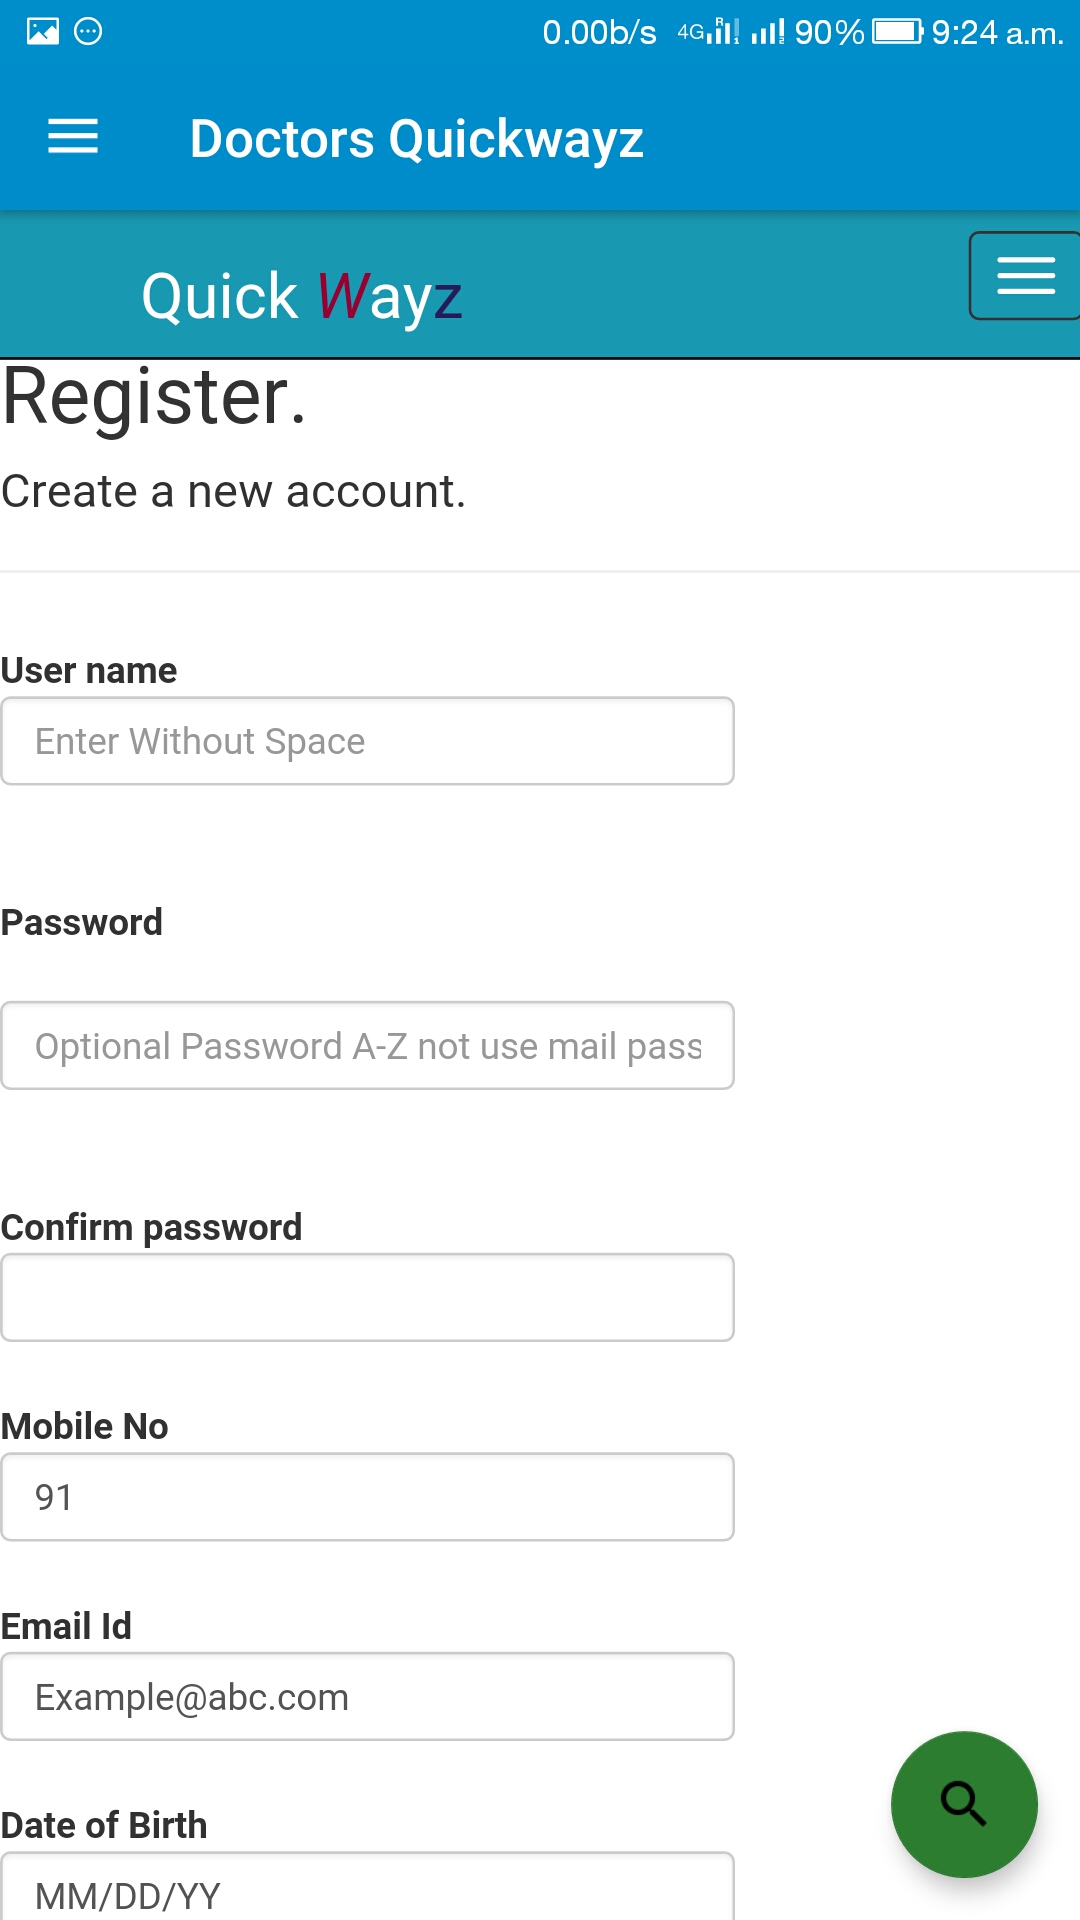 0.00b/s 4G R 1 2 90% 9:24 a.m.
Doctors Quickwayz
Quick Wayz
Register.
Create a new account.
User name
Enter Without Space
Password
Optional Password A-Z not use mail pass
Confirm password
Mobile No
91
Email Id
Example@abc.com
Date of Birth
MM/DD/YY